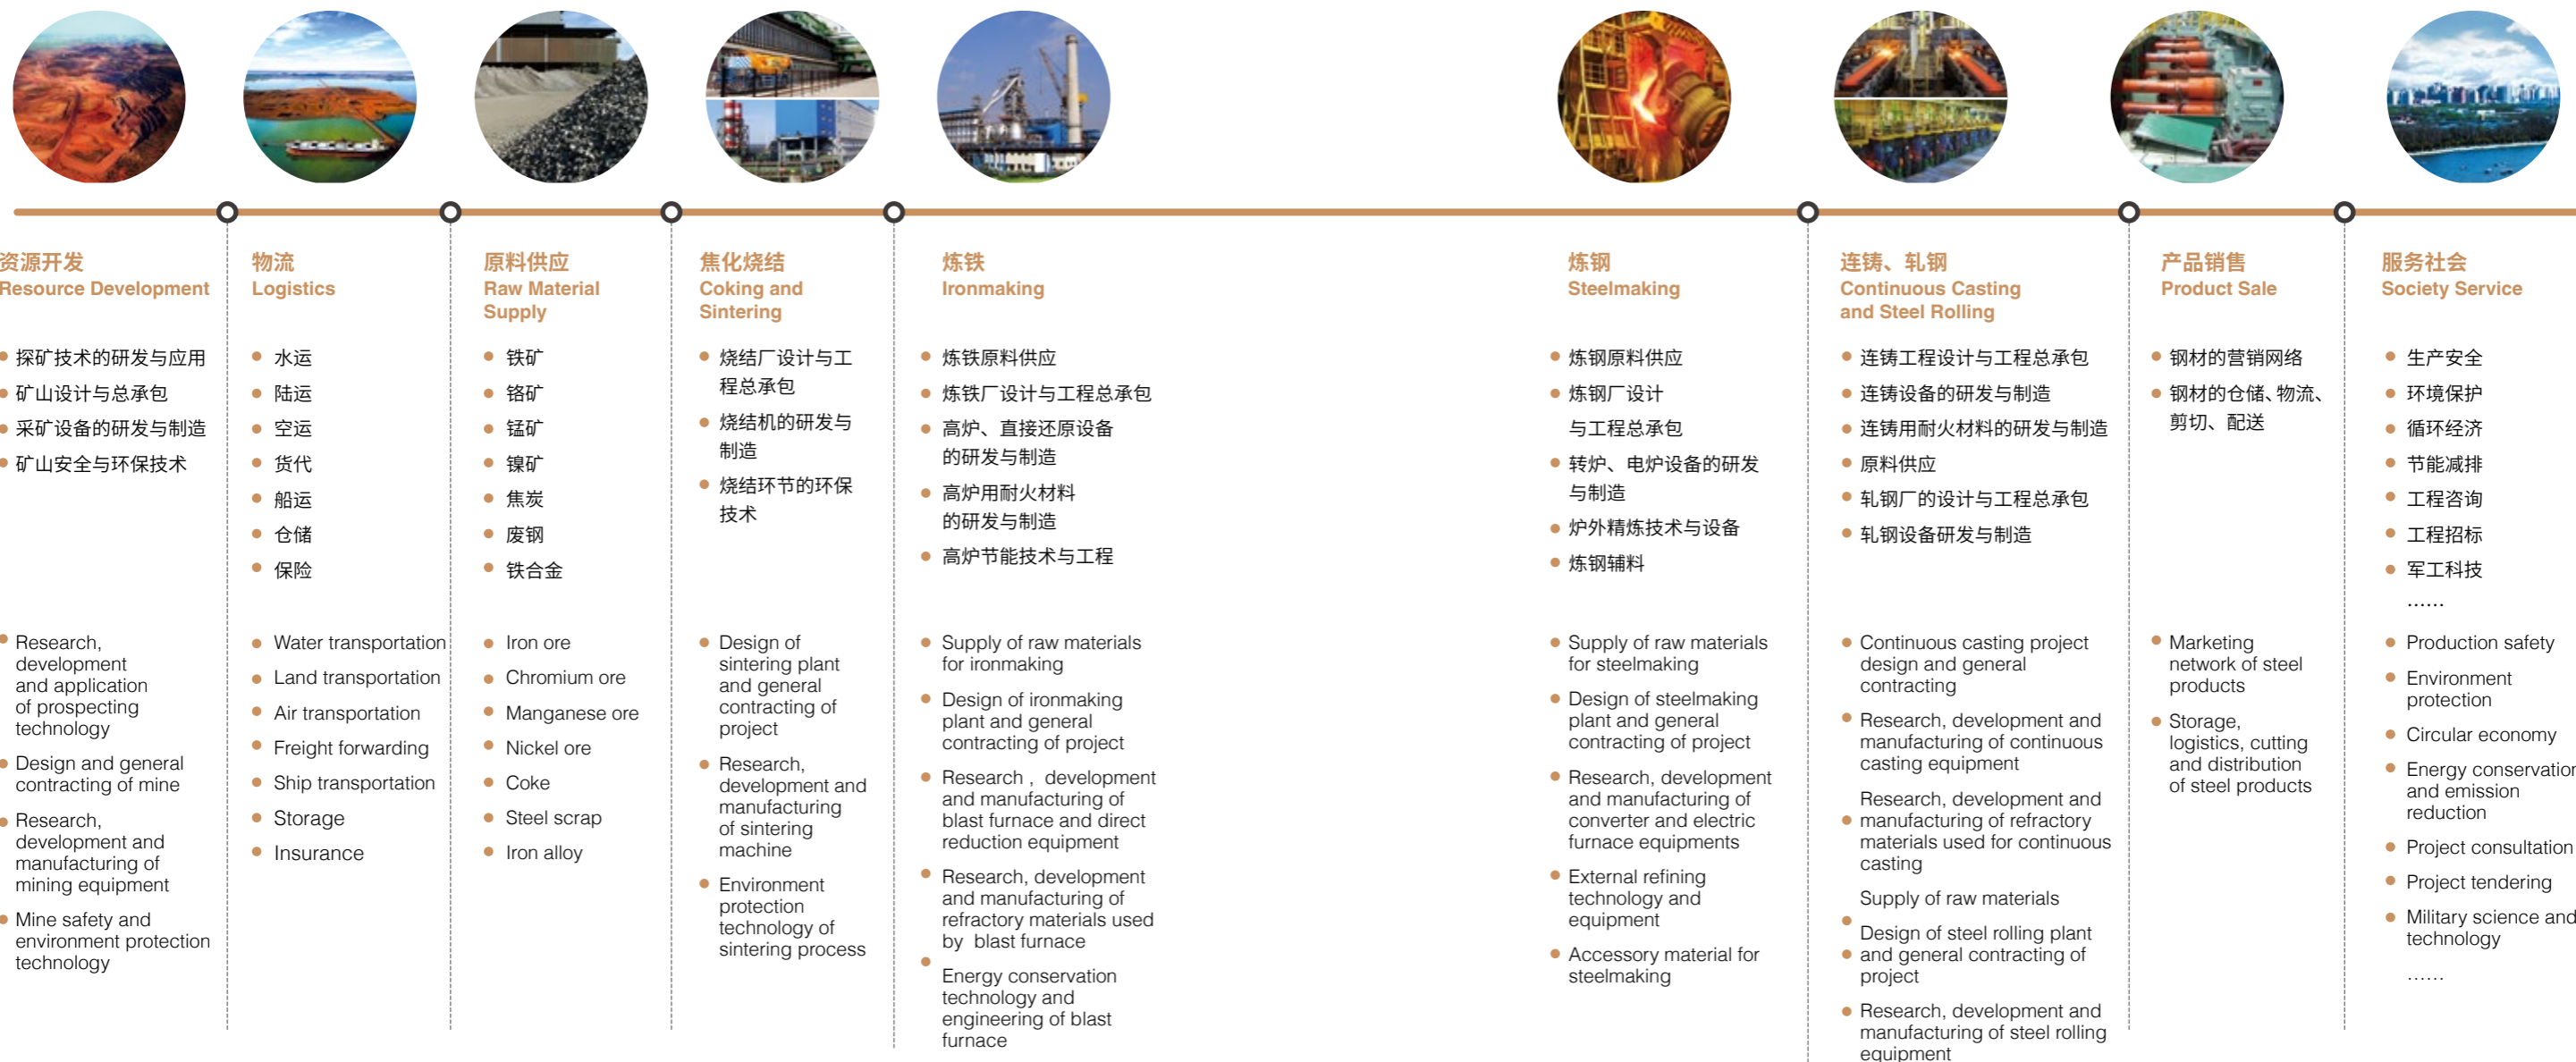 资源开发
Resource Development
探矿技术的研发与应用
矿山设计与总承包
采矿设备的研发与制造
矿山安全与环保技术
Research,
development
and application
of prospecting
technology
Design and general
contracting of mine
Research,
development and
manufacturing of
mining equipment
Mine safety and
environment protection
technology
物流
Logistics
水运
陆运
空运
货代
船运
仓储
保险
Water transportation
Land transportation
Air transportation
Freight forwarding
Ship transportation
Storage
Insurance
原料供应
Raw Material
Supply
铁矿
铬矿
锰矿
镍矿
焦炭
废钢
铁合金
Iron ore
Chromium ore
Manganese ore
Nickel ore
Coke
Steel scrap
Iron alloy
焦化烧结
Coking and
Sintering
烧结厂设计与工
程总承包
烧结机的研发与
制造
烧结环节的环保
技术
Design of
sintering plant
and general
contracting of
project
Research,
development and
manufacturing
of sintering
machine
Environment
protection
technology of
sintering process
炼铁
Ironmaking
炼铁原料供应
炼铁厂设计与工程总承包
高炉、直接还原设备
的研发与制造
高炉用耐火材料
的研发与制造
高炉节能技术与工程
Supply of raw materials
for ironmaking
Design of ironmaking
plant and general
contracting of project
Research , development
and manufacturing of
blast furnace and direct
reduction equipment
Research, development
and manufacturing of
refractory materials used
by blast furnace
Energy conservation
technology and
engineering of blast
furnace
炼钢
Steelmaking
炼钢原料供应
炼钢厂设计
与工程总承包
转炉、电炉设备的研发
与制造
炉外精炼技术与设备
炼钢辅料
Supply of raw materials
for steelmaking
Design of steelmaking
plant and general
contracting of project
Research, development
and manufacturing of
converter and electric
furnace equipments
External refining
technology and
equipment
Accessory material for
steelmaking
连铸、轧钢
Continuous Casting
and Steel Rolling
连铸工程设计与工程总承包
连铸设备的研发与制造
连铸用耐火材料的研发与制造
原料供应
轧钢厂的设计与工程总承包
轧钢设备研发与制造
Continuous casting project
design and general
contracting
Research, development and
manufacturing of continuous
casting equipment
Research, development and
manufacturing of refractory
materials used for continuous
casting
Supply of raw materials
Design of steel rolling plant
and general contracting of
project
Research, development and
manufacturing of steel rolling
equipment
产品销售
Product Sale
钢材的营销网络
钢材的仓储、物流、
剪切、配送
Marketing
network of steel
products
Storage,
logistics, cutting
and distribution
of steel products
服务社会
Society Service
生产安全
环境保护
循环经济
节能减排
工程咨询
工程招标
军工科技
……
Production safety
Environment
protection
Circular economy
Energy conservation
and emission
reduction
Project consultation
Project tendering
Military science and
technology
……